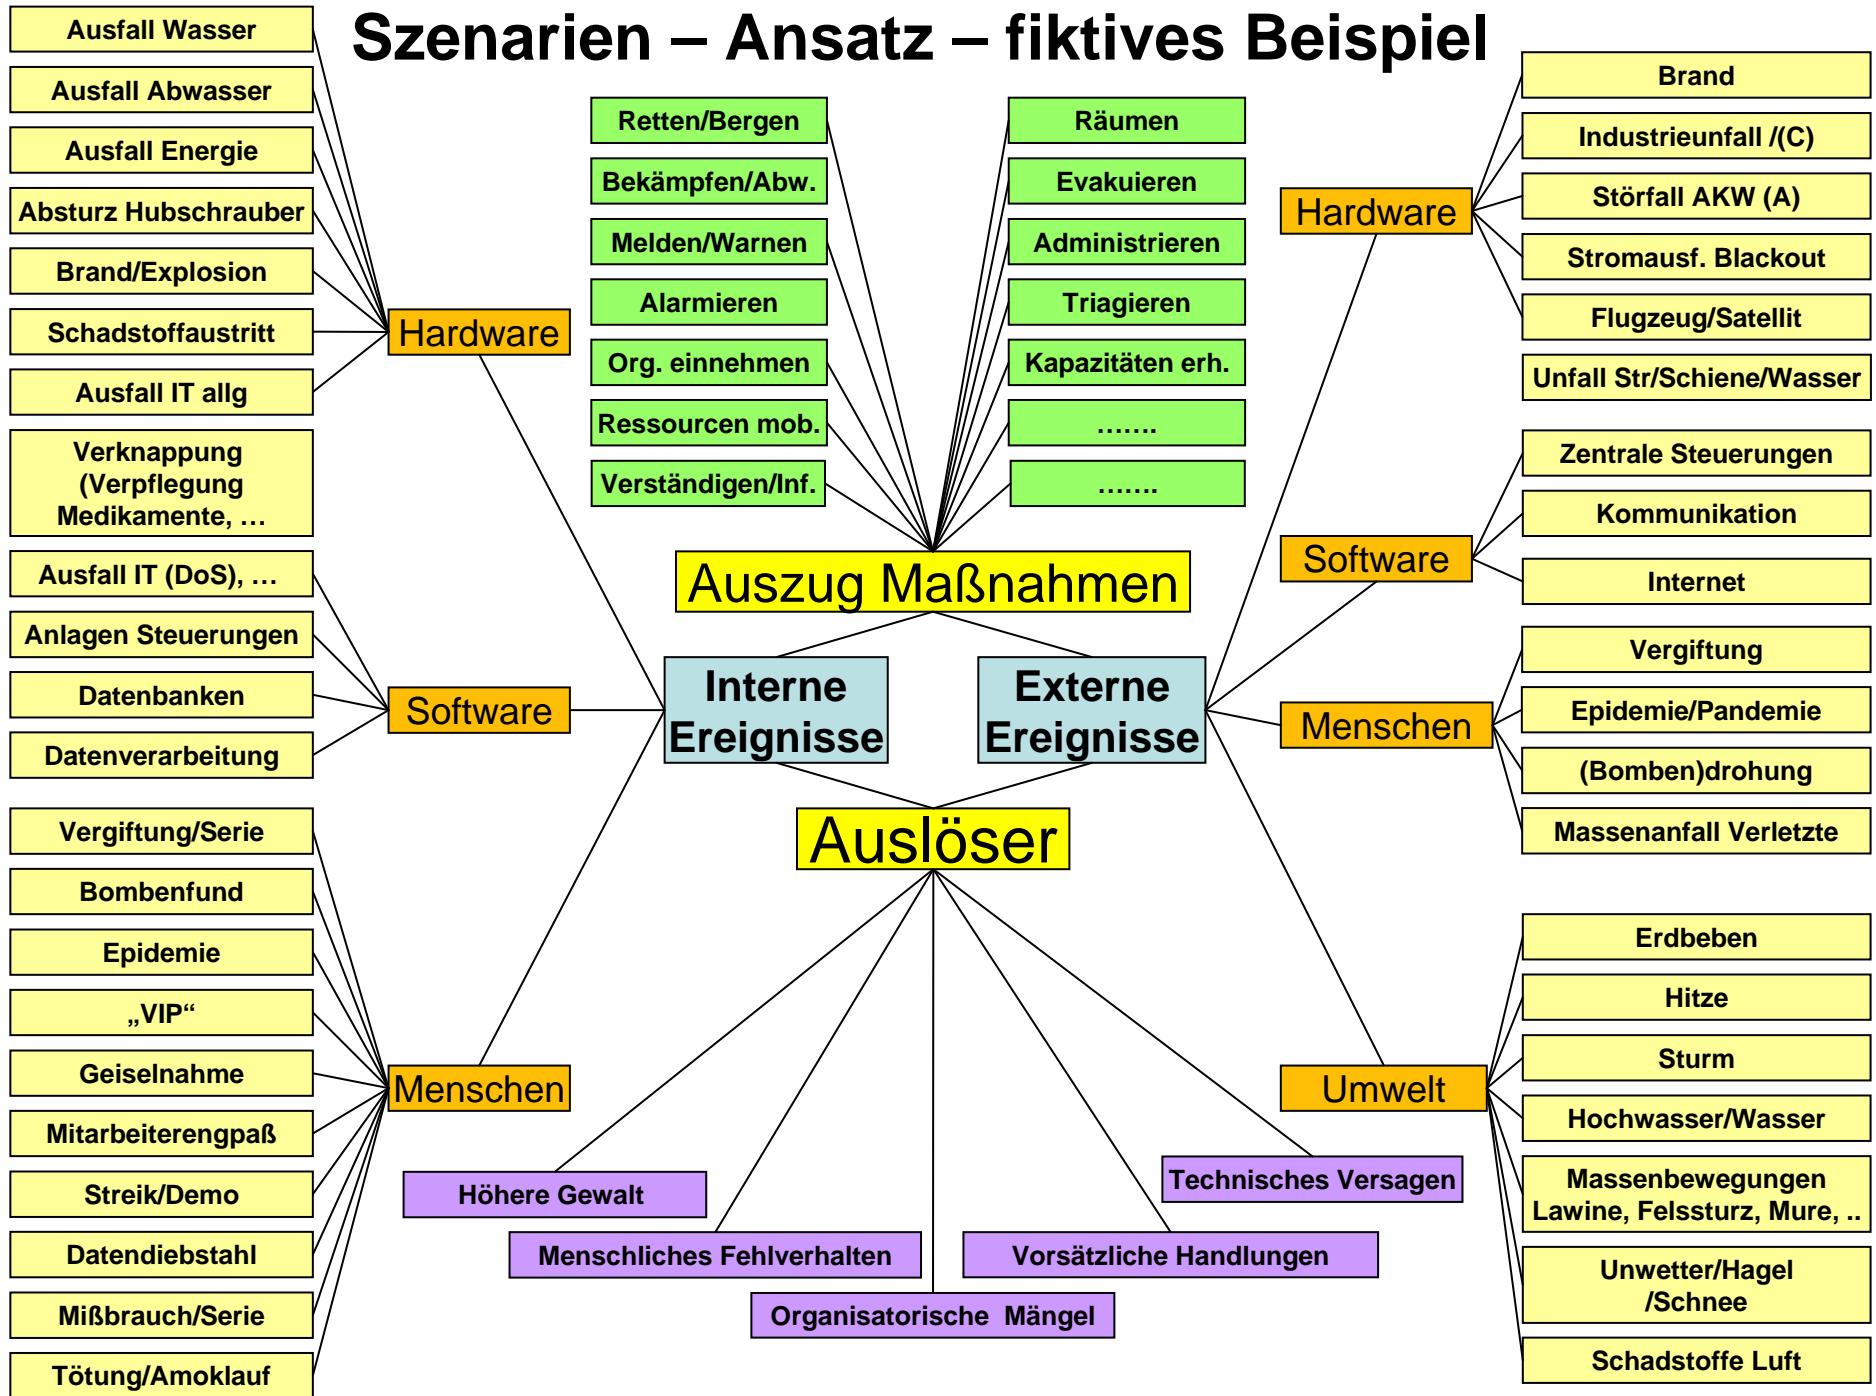 Szenarien – Ansatz – fiktives Beispiel
Ausfall Wasser
Ausfall Abwasser
Ausfall Energie
Absturz Hubschrauber
Brand/Explosion
Schadstoffaustritt
Ausfall IT allg
Verknappung
(Verpflegung
Medikamente, …
Hardware
Ausfall IT (DoS), …
Anlagen Steuerungen
Datenbanken
Datenverarbeitung
Software
Vergiftung/Serie
Bombenfund
Epidemie
„VIP“
Geiselnahme
Mitarbeiterengpaß
Streik/Demo
Datendiebstahl
Mißbrauch/Serie
Tötung/Amoklauf
Menschen
Retten/Bergen
Bekämpfen/Abw.
Melden/Warnen
Alarmieren
Org. einnehmen
Ressourcen mob.
Verständigen/Inf.
Räumen
Evakuieren
Administrieren
Triagieren
Kapazitäten erh.
…….
…….
Auszug Maßnahmen
Interne
Ereignisse
Externe
Ereignisse
Auslöser
Höhere Gewalt
Menschliches Fehlverhalten
Organisatorische Mängel
Vorsätzliche Handlungen
Technisches Versagen
Hardware
Brand
Industrieunfall /(C)
Störfall AKW (A)
Stromausf. Blackout
Flugzeug/Satellit
Unfall Str/Schiene/Wasser
Software
Zentrale Steuerungen
Kommunikation
Internet
Menschen
Vergiftung
Epidemie/Pandemie
(Bomben)drohung
Massenanfall Verletzte
Umwelt
Erdbeben
Hitze
Sturm
Hochwasser/Wasser
Massenbewegungen
Lawine, Felssturz, Mure, ..
Unwetter/Hagel
/Schnee
Schadstoffe Luft